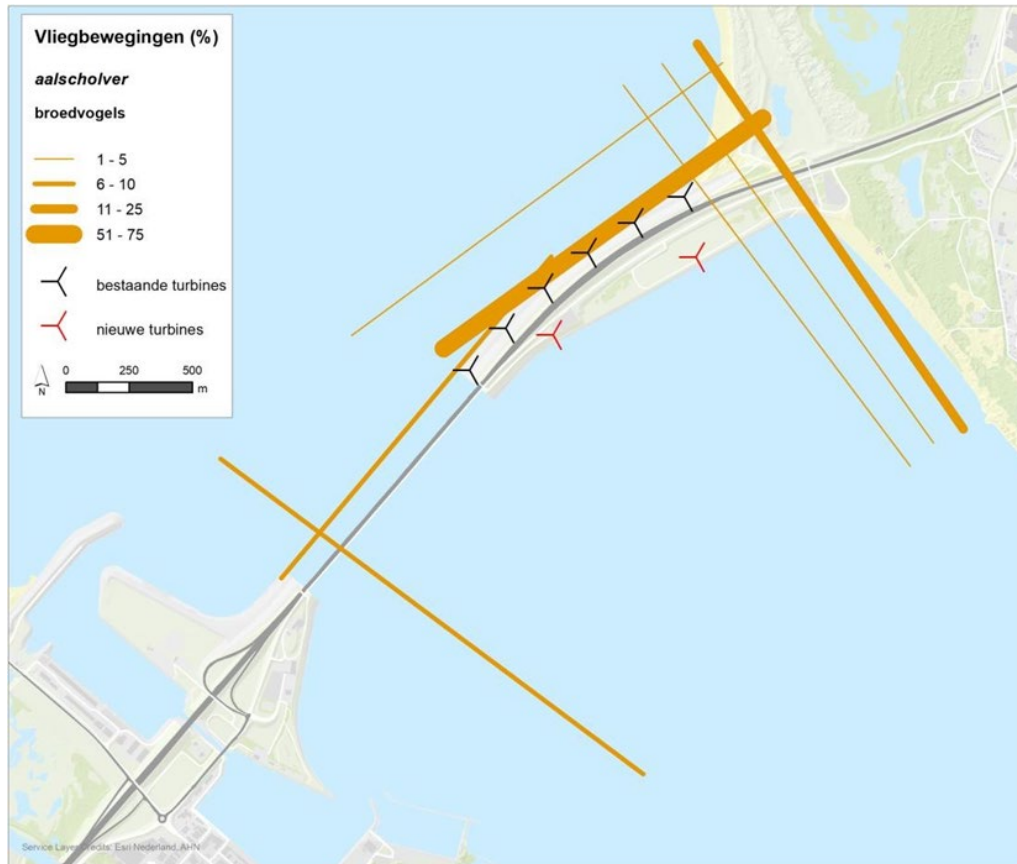 Vliegbewegingen (%)
aalscholver
broedvogels
1 - 5
6 - 10
11 - 25
51 - 75
bestaande turbines
nieuwe turbines
0 250 500
N m
Service Layer Credits: Esri Nederland, AHN